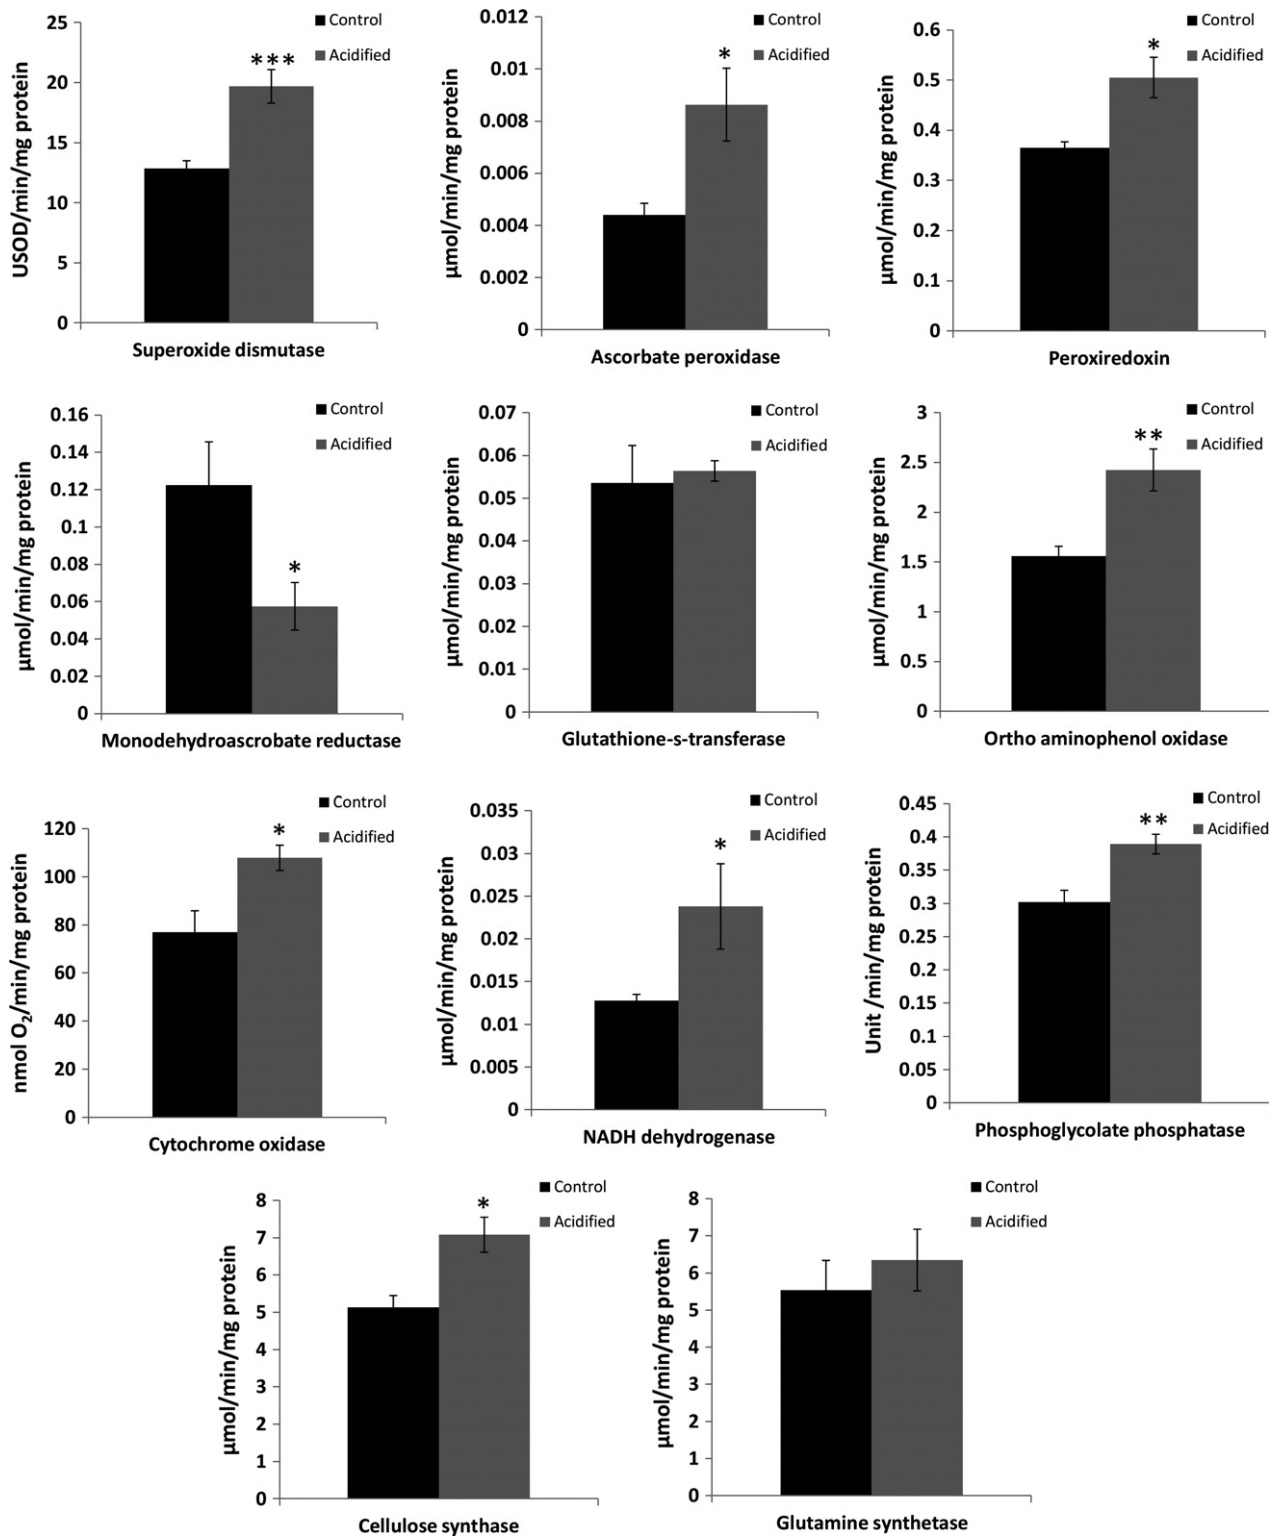 Control
Acidified
USOD/min/mg protein
25
20
15
10
5
0
***
Superoxide dismutase
Control
Acidified
µmol/min/mg protein
0.012
0.01
0.008
0.006
0.004
0.002
0
*
Ascorbate peroxidase
Control
Acidified
µmol/min/mg protein
0.6
0.5
0.4
0.3
0.2
0.1
0
*
Peroxiredoxin
Control
Acidified
µmol/min/mg protein
0.16
0.14
0.12
0.1
0.08
0.06
0.04
0.02
0
*
Monodehydroascrobate reductase
Control
Acidified
µmol/min/mg protein
0.07
0.06
0.05
0.04
0.03
0.02
0.01
0
Glutathione-s-transferase
Control
Acidified
µmol/min/mg protein
3
2.5
2
1.5
1
0.5
0
**
Ortho aminophenol oxidase
Control
Acidified
nmol O₂/min/mg protein
120
100
80
60
40
20
0
*
Cytochrome oxidase
Control
Acidified
µmol/min/mg protein
0.035
0.03
0.025
0.02
0.015
0.01
0.005
0
*
NADH dehydrogenase
Control
Acidified
Unit /min/mg protein
0.45
0.4
0.35
0.3
0.25
0.2
0.15
0.1
0.05
0
**
Phosphoglycolate phosphatase
Control
Acidified
µmol/min/mg protein
8
7
6
5
4
3
2
1
0
*
Cellulose synthase
Control
Acidified
µmol/min/mg protein
8
7
6
5
4
3
2
1
0
Glutamine synthetase